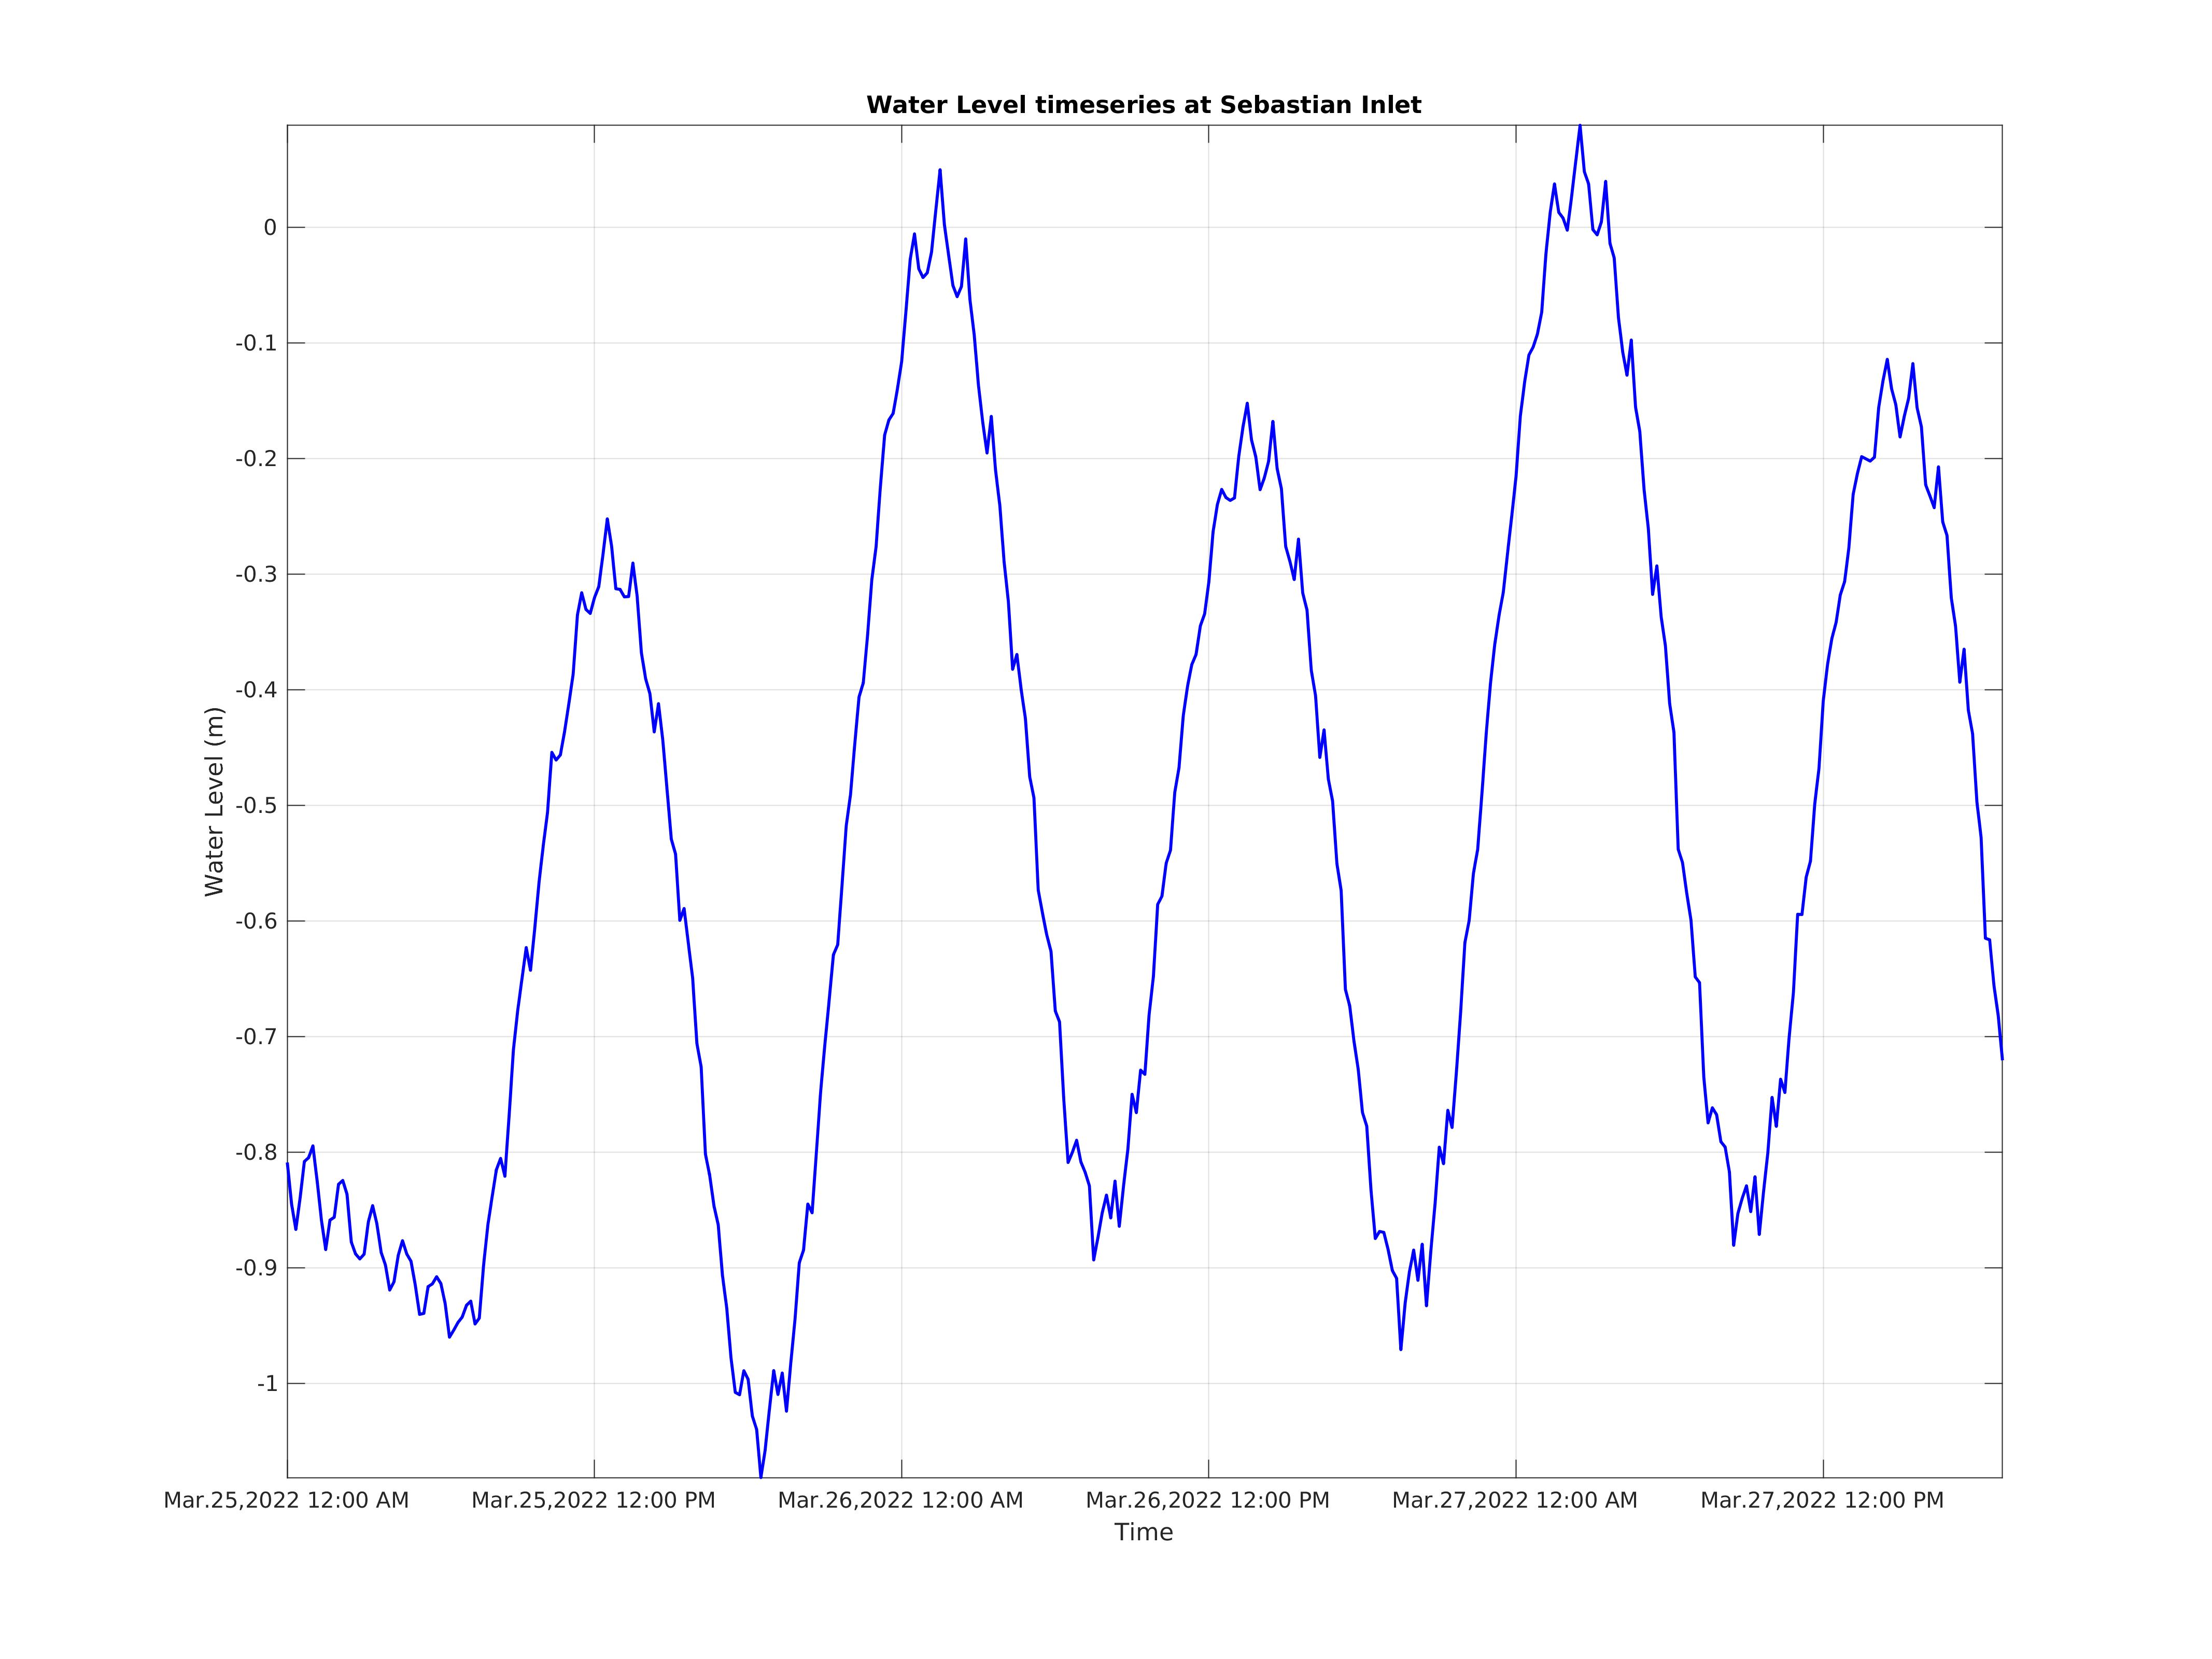 Water Level timeseries at Sebastian Inlet
0
-0.1
-0.2
-0.3
-0.4
-0.5
-0.6
-0.7
-0.8
-0.9
-1
Water Level (m)
Mar.25,2022 12:00 AM Mar.25,2022 12:00 PM Mar.26,2022 12:00 AM Mar.26,2022 12:00 PM Mar.27,2022 12:00 AM Mar.27,2022 12:00 PM
Time